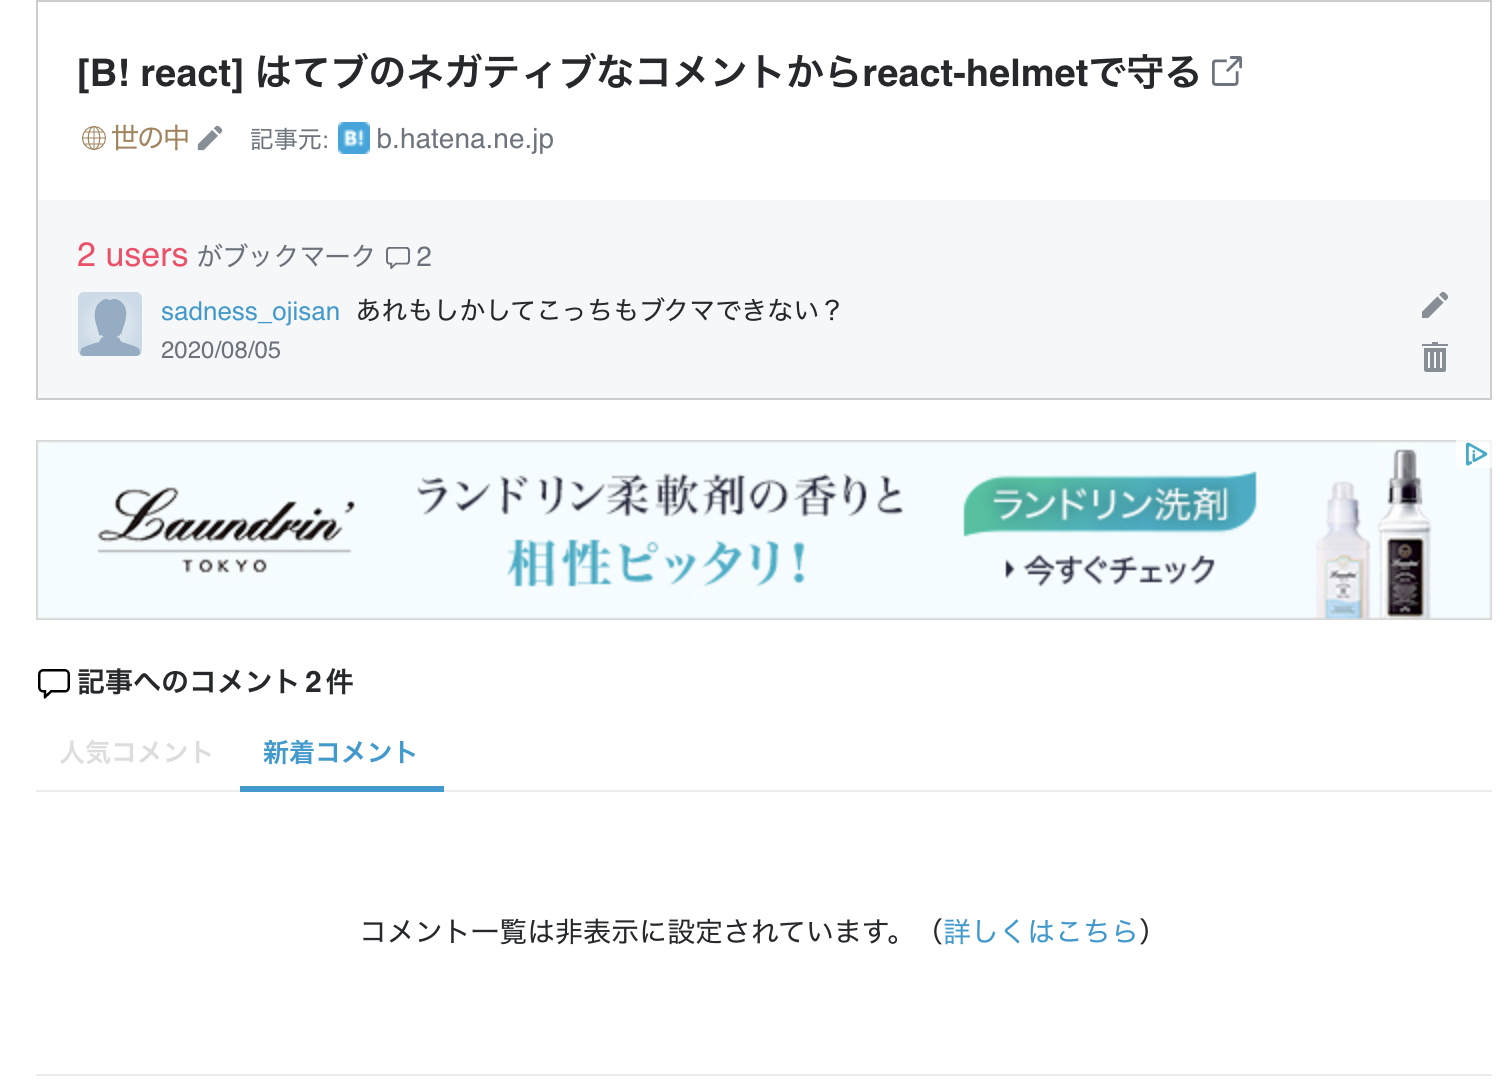 [B! react] はてブのネガティブなコメントからreact-helmetで守る
世の中 記事元: B! b.hatena.ne.jp
2 users がブックマーク 2
sadness_ojisan あれもしかしてこっちもブクマできない？
2020/08/05
Laundrin’
TOKYO
ランドリン柔軟剤の香りと
相性ピッタリ！
ランドリン洗剤
今すぐチェック
記事へのコメント2件
人気コメント 新着コメント
コメント一覧は非表示に設定されています。（詳しくはこちら）